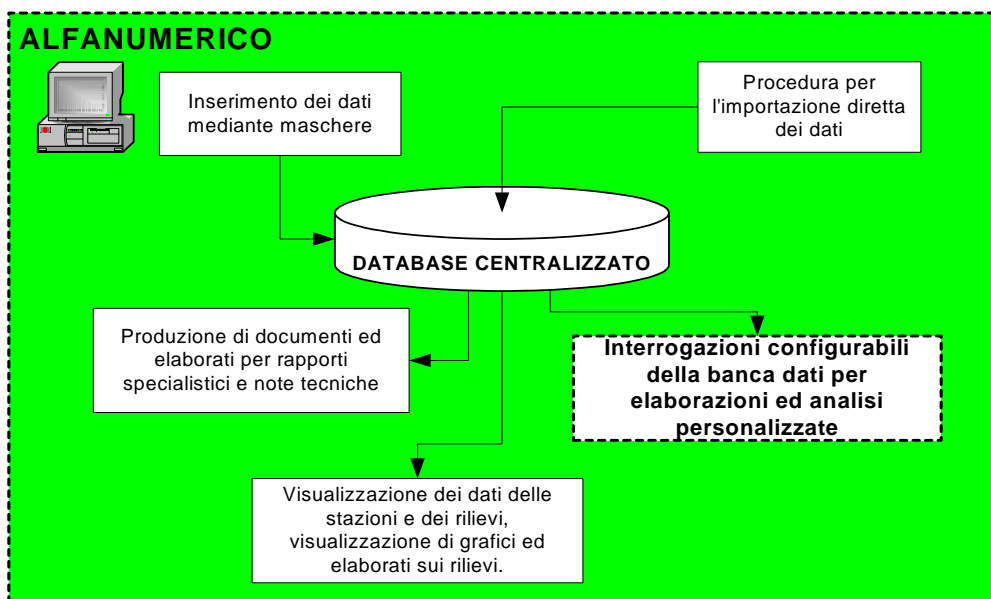 ALFANUMERICO
Inserimento dei dati
mediante maschere
Procedura per
l'importazione diretta
dei dati
DATABASE CENTRALIZZATO
Produzione di documenti ed
elaborati per rapporti
specialistici e note tecniche
Interrogazioni configurabili
della banca dati per
elaborazioni ed analisi
personalizzate
Visualizzazione dei dati delle
stazioni e dei rilievi,
visualizzazione di grafici ed
elaborati sui rilievi.